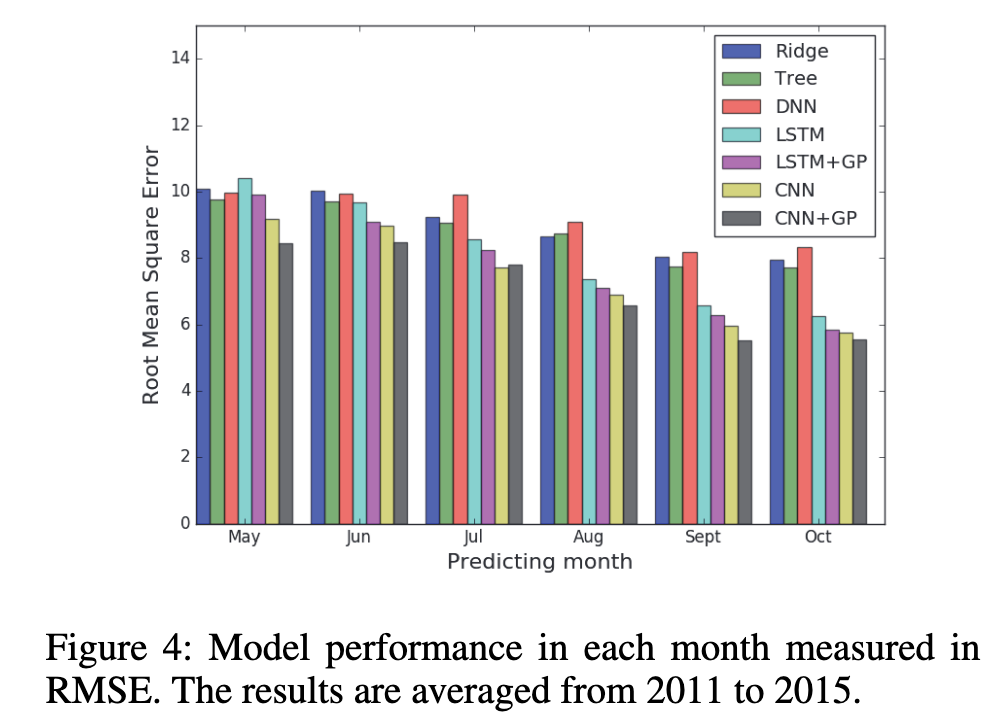 14
12
10
8
6
4
2
0
Root Mean Square Error
Ridge
Tree
DNN
LSTM
LSTM+GP
CNN
CNN+GP
May Jun Jul Aug Sept Oct
Predicting month
Figure 4: Model performance in each month measured in
RMSE. The results are averaged from 2011 to 2015.